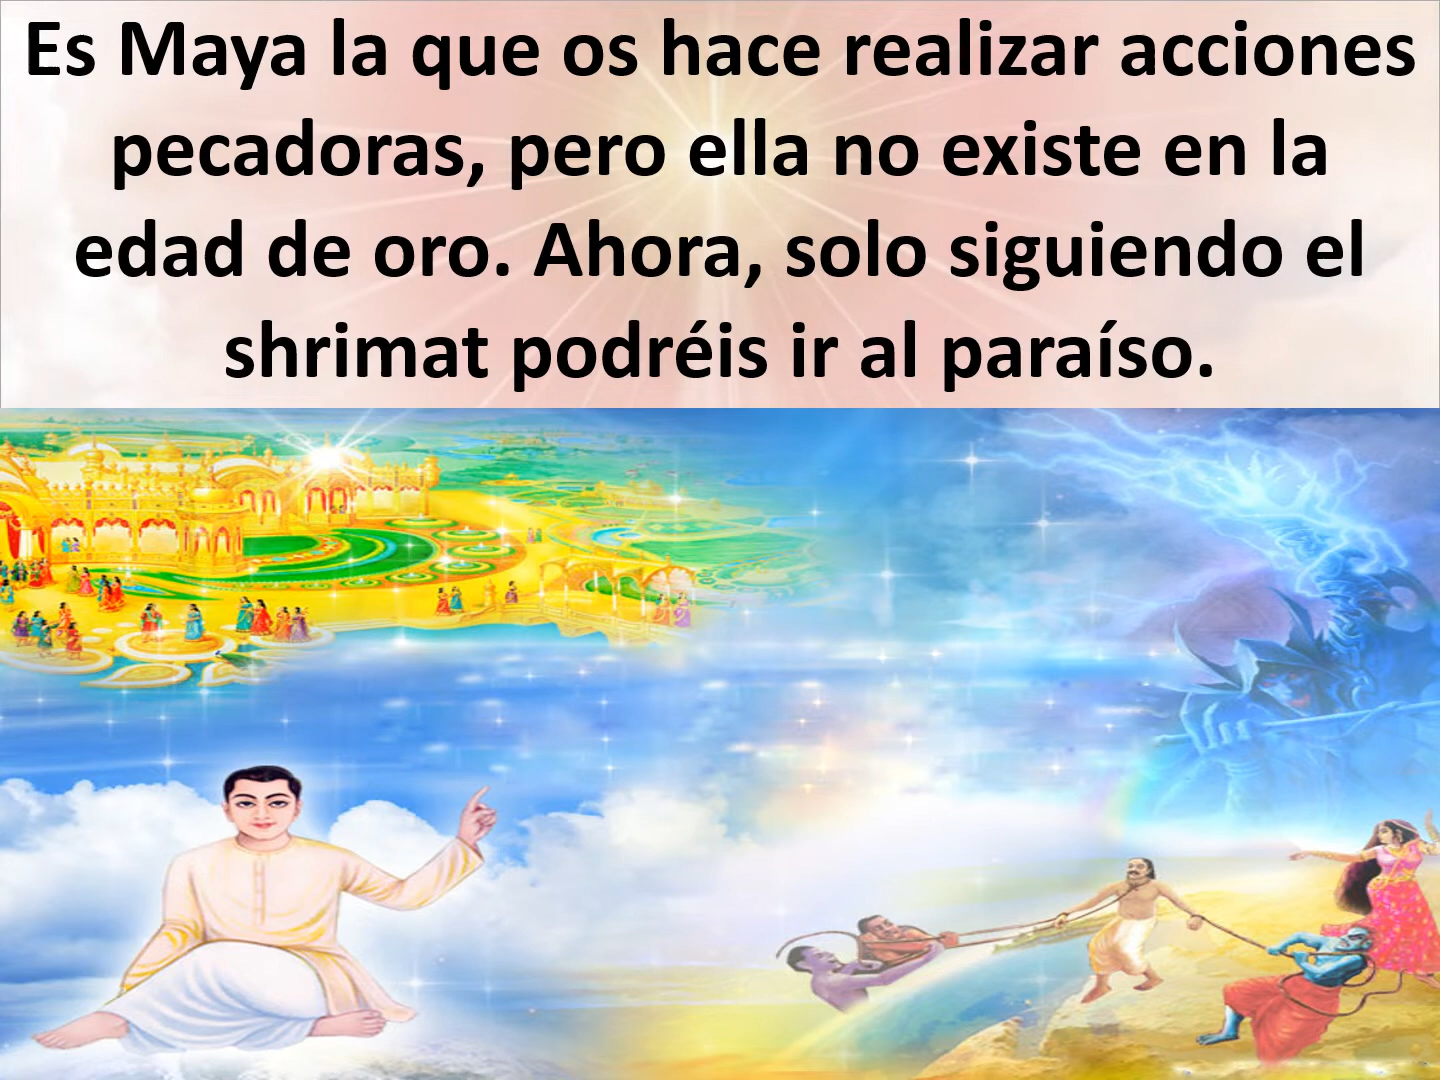 Es Maya la que os hace realizar acciones
pecadoras, pero ella no existe en la
edad de oro. Ahora, solo siguiendo el
shrimat podréis ir al paraíso.